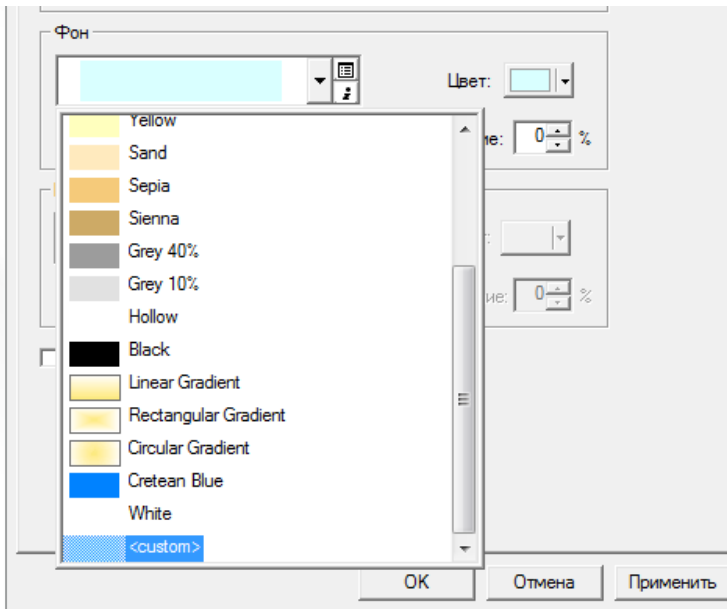 Фон
Цвет:
Yellow
ие: 0 %
Sand
Sepia
Sienna
Grey 40%
Grey 10%
ие: 0 %
Hollow
Black
Linear Gradient
Rectangular Gradient
Circular Gradient
Cretean Blue
White
<custom>
OK Отмена Применить